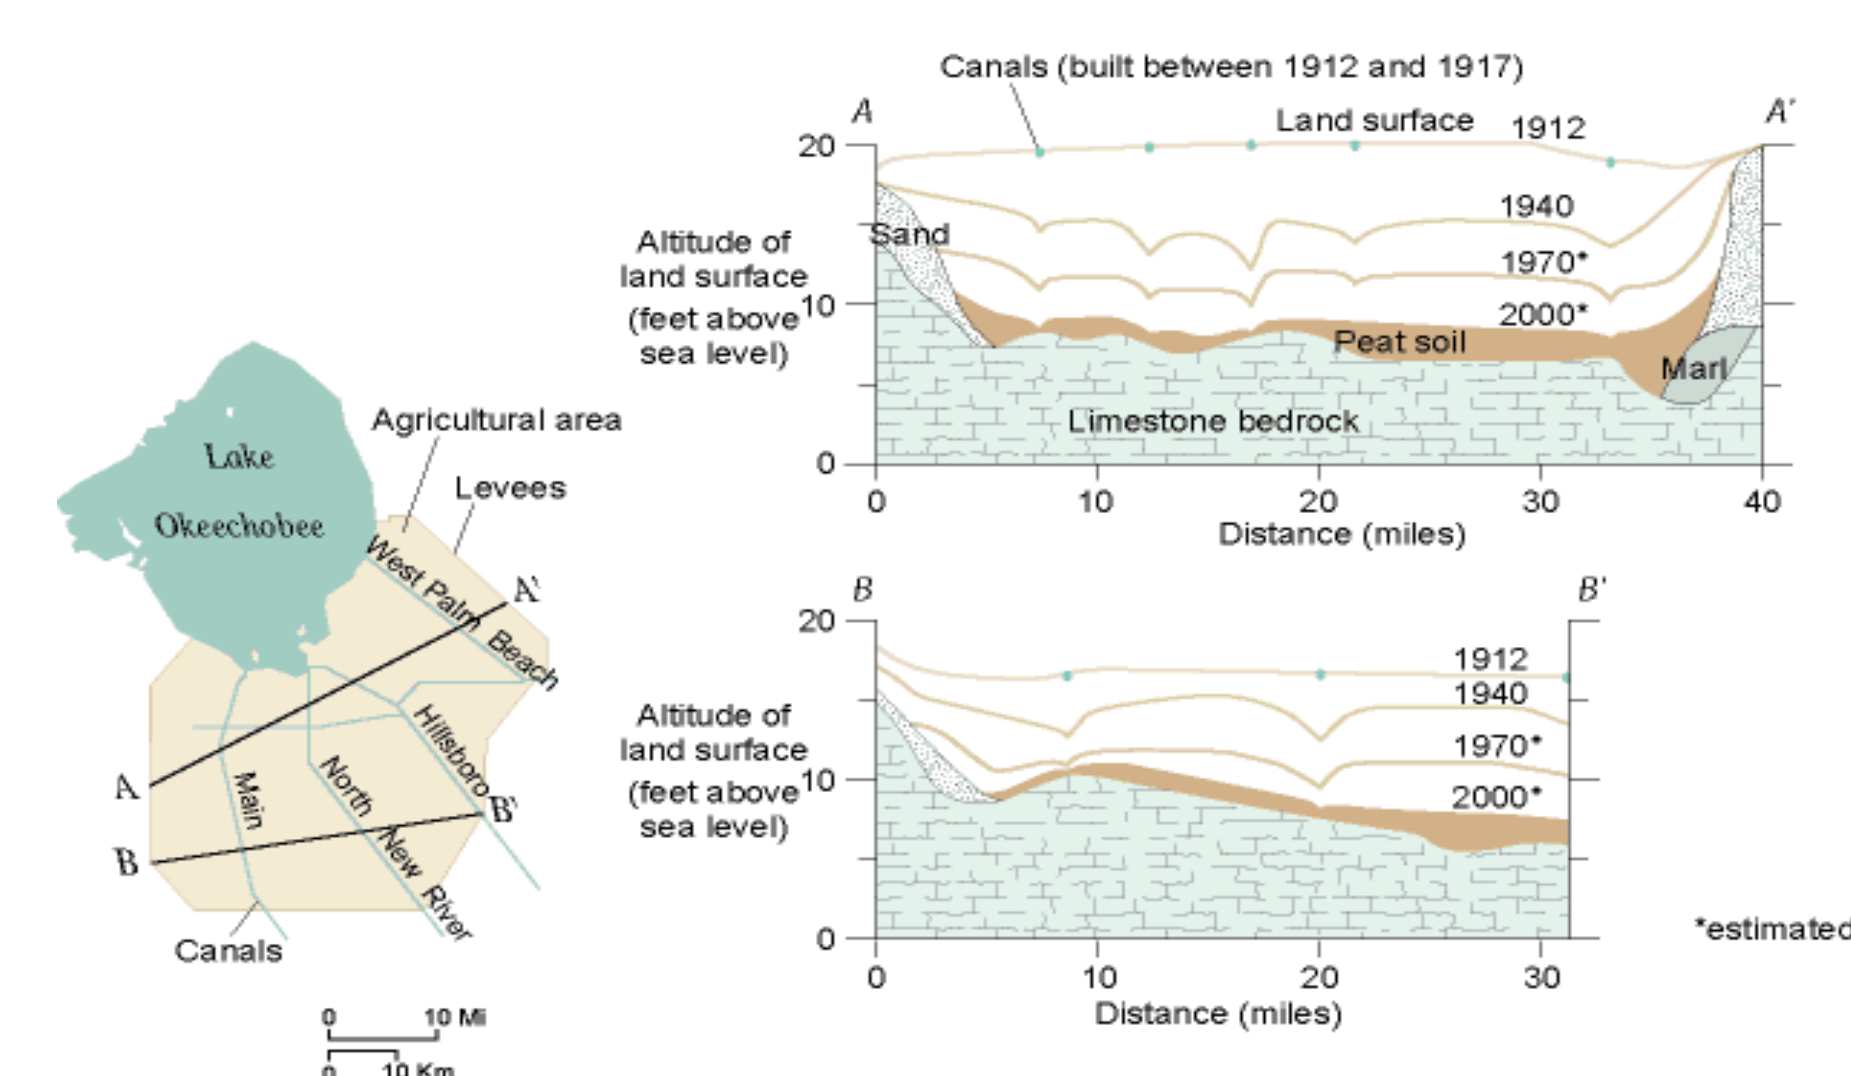 Canals (built between 1912 and 1917)
A
A'
Land surface
1912
20
1940
Sand
Altitude of
land surface
(feet above
sea level)
1970*
10
2000*
Peat soil
Marl
Limestone bedrock
0
0 10 20 30 40
Distance (miles)
Agricultural area
Levees
Lake
Okeechobee
West Palm Beach
A'
A
Hillsboro
Main
North New River
B'
B
Canals
0 10 Mi
0 10 Km
B
B'
20
1912
1940
Altitude of
land surface
(feet above
sea level)
1970*
10
2000*
0
0 10 20 30
Distance (miles)
*estimated